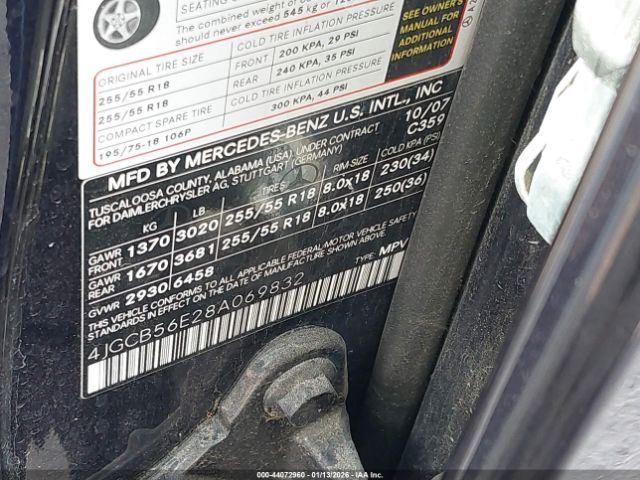 SEATING
The combined weight of
should never exceed 545 kg or
ORIGINAL TIRE SIZE COLD TIRE INFLATION PRESSURE
255/55 R18 FRONT 200 KPA, 29 PSI
255/55 R18 REAR 240 KPA, 35 PSI
COMPACT SPARE TIRE COLD TIRE INFLATION PRESSURE
195/75-18 106P 300 KPA, 44 PSI
SEE OWNER'S
MANUAL FOR
ADDITIONAL
INFORMATION
MFD BY MERCEDES-BENZ U.S. INTL., INC 10/07
TUSCALOOSA COUNTY, ALABAMA (USA) UNDER CONTRACT C359
FOR DAIMLERCHRYSLER AG, STUTTGART (GERMANY)
KG LB TIRES RIM-SIZE COLD KPA (PSI)
GAWR FRONT 1370 3020 255/55 R 18 8.0x18 230(34)
GAWR REAR 1670 3681 255/55 R 18 8.0x18 250(36)
GVWR 2930 6458
THIS VEHICLE CONFORMS TO ALL APPLICABLE FEDERAL MOTOR VEHICLE SAFETY
IN EFFECT ON THE DATE OF MANUFACTURE SHOWN ABOVE.
TYPE: MPV
4JGCB56E28A069832
000-44072960 - 01/13/2026 - IAA Inc.